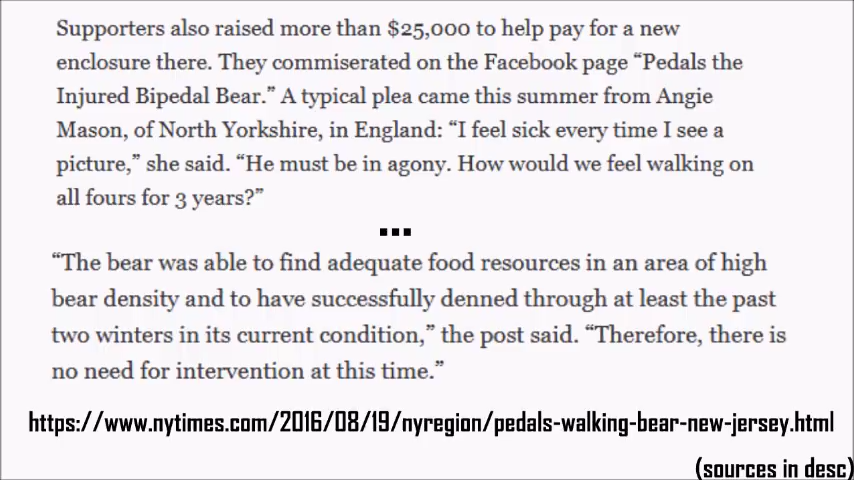 Supporters also raised more than $25,000 to help pay for a new
enclosure there. They commiserated on the Facebook page “Pedals the
Injured Bipedal Bear.” A typical plea came this summer from Angie
Mason, of North Yorkshire, in England: “I feel sick every time I see a
picture,” she said. “He must be in agony. How would we feel walking on
all fours for 3 years?”
...
“The bear was able to find adequate food resources in an area of high
bear density and to have successfully denned through at least the past
two winters in its current condition,” the post said. “Therefore, there is
no need for intervention at this time.”
https://www.nytimes.com/2016/08/19/nyregion/pedals-walking-bear-new-jersey.html
(sources in desc)